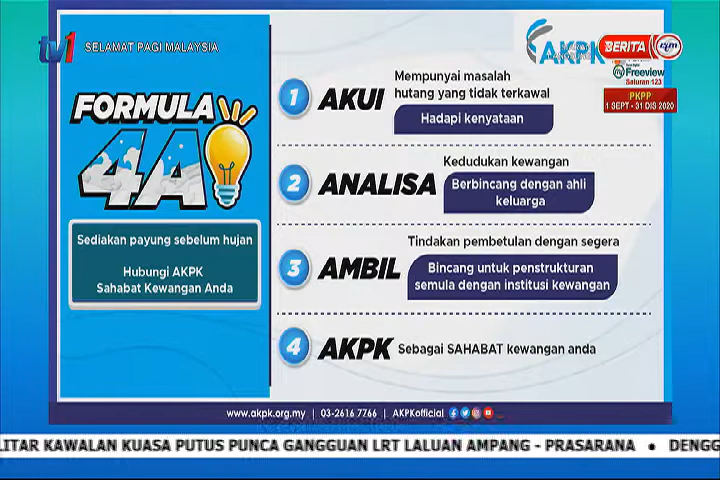 tv1
SELAMAT PAGI MALAYSIA
AKPK
BERITA
rtm
Freeview
Saluran 123
PKPP
1 SEPT - 31 DIS 2020
FORMULA
4A
Sediakan payung sebelum hujan
Hubungi AKPK
Sahabat Kewangan Anda
1 AKUI
Mempunyai masalah
hutang yang tidak terkawal
Hadapi kenyataan
2 ANALISA
Kedudukan kewangan
Berbincang dengan ahli
keluarga
3 AMBIL
Tindakan pembetulan dengan segera
Bincang untuk penstrukturan
semula dengan institusi kewangan
4 AKPK Sebagai SAHABAT kewangan anda
www.akpk.org.my | 03-2616 7766 | AKPKofficial
LITAR KAWALAN KUASA PUTUS PUNCA GANGGUAN LRT LALUAN AMPANG - PRASARANA • DENGG